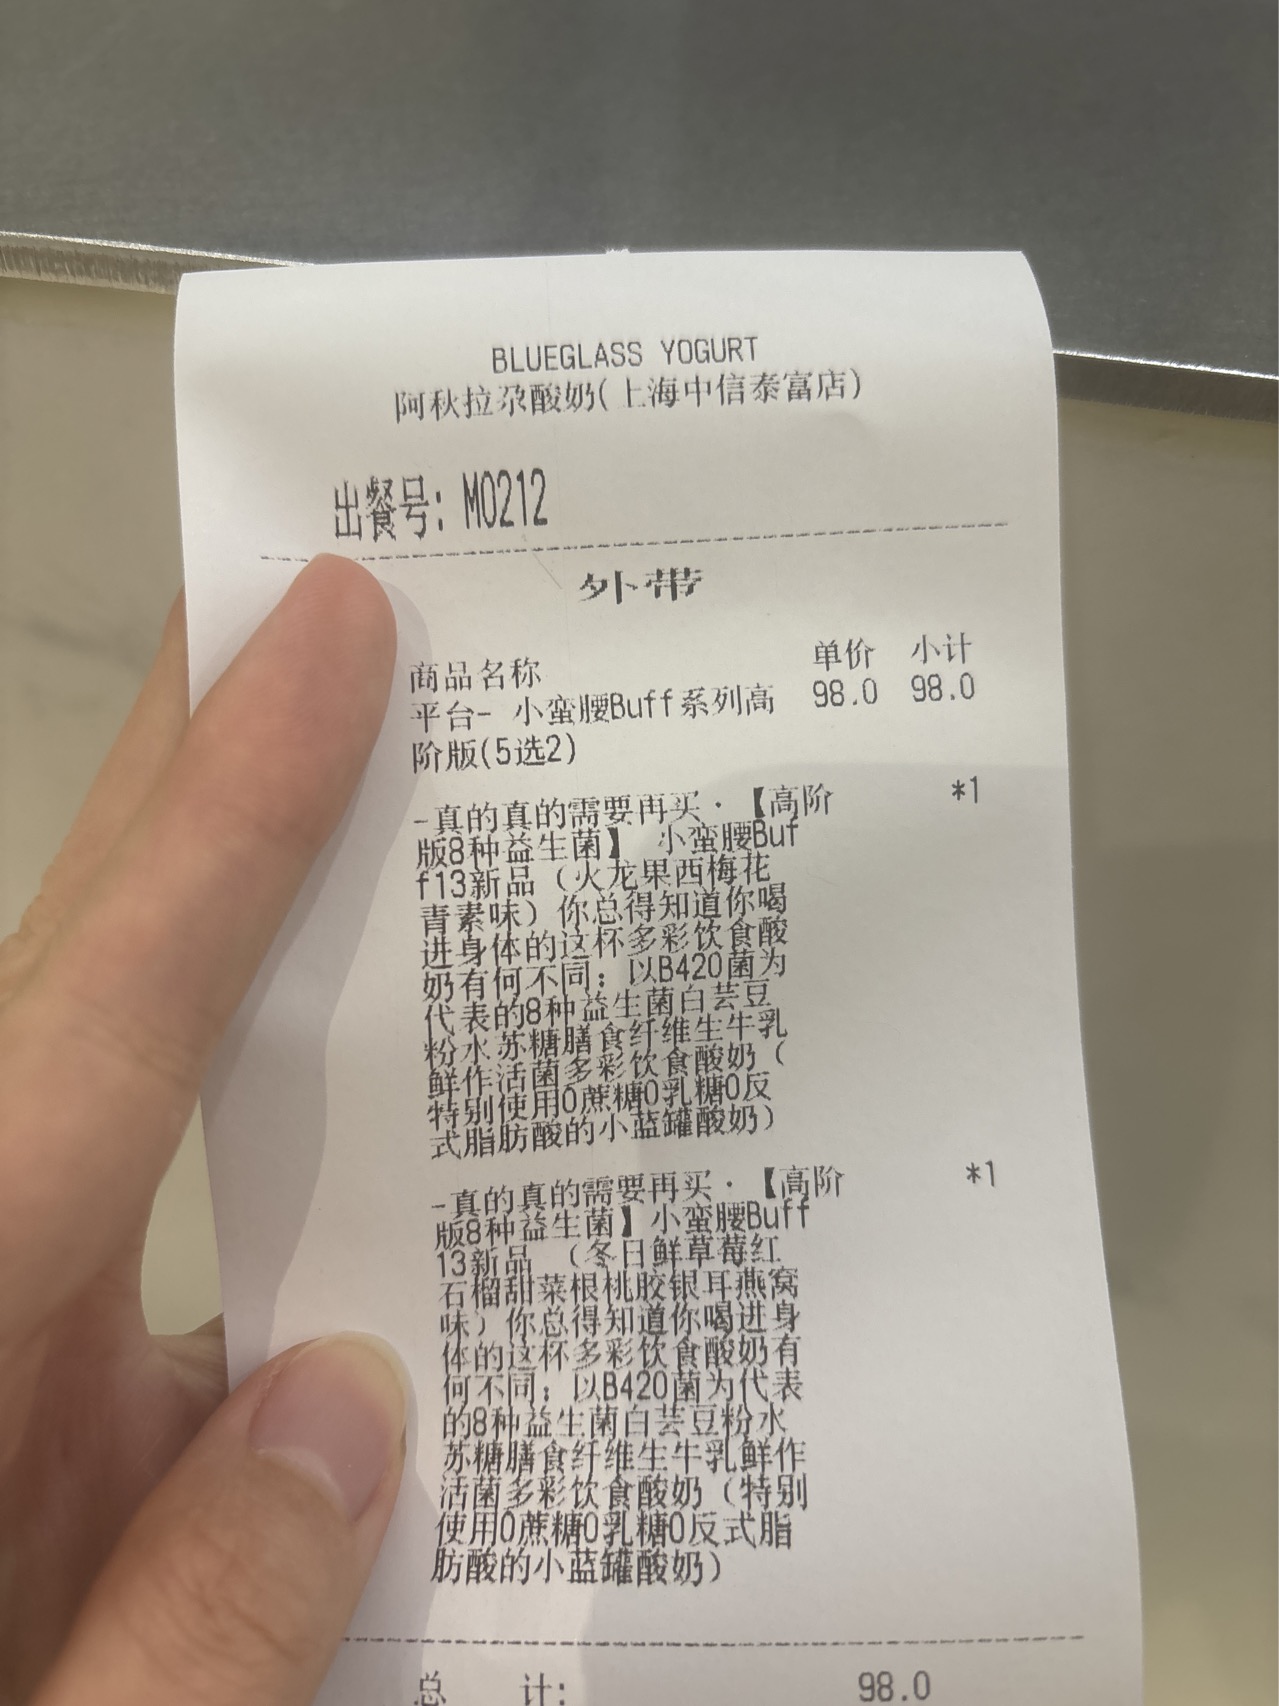 BLUEGLASS YOGURT
阿秋拉尕酸奶(上海中信泰富店)
出餐号: M0212
外带
商品名称 单价 小计
平台- 小蛮腰Buff系列高 98.0 98.0
阶版(5选2)
-真的真的需要再买·【高阶 *1
版8种益生菌】 小蛮腰Buf
f13新品（火龙果西梅花
青素味）你总得知道你喝
进身体的这杯多彩饮食酸
奶有何不同；以B420菌为
代表的8种益生菌白芸豆
粉水苏糖膳食纤维生牛乳
鲜作活菌多彩饮食酸奶（
特别使用0蔗糖0乳糖0反
式脂肪酸的小蓝罐酸奶）
-真的真的需要再买·【高阶 *1
版8种益生菌】小蛮腰Buff
13新品 （冬日鲜草莓红
石榴甜菜根桃胶银耳燕窝
味）你总得知道你喝进身
体的这杯多彩饮食酸奶有
何不同；以B420菌为代表
的8种益生菌白芸豆粉水
苏糖膳食纤维生牛乳鲜作
活菌多彩饮食酸奶（特别
使用0蔗糖0乳糖0反式脂
肪酸的小蓝罐酸奶）
总 计: 98.0